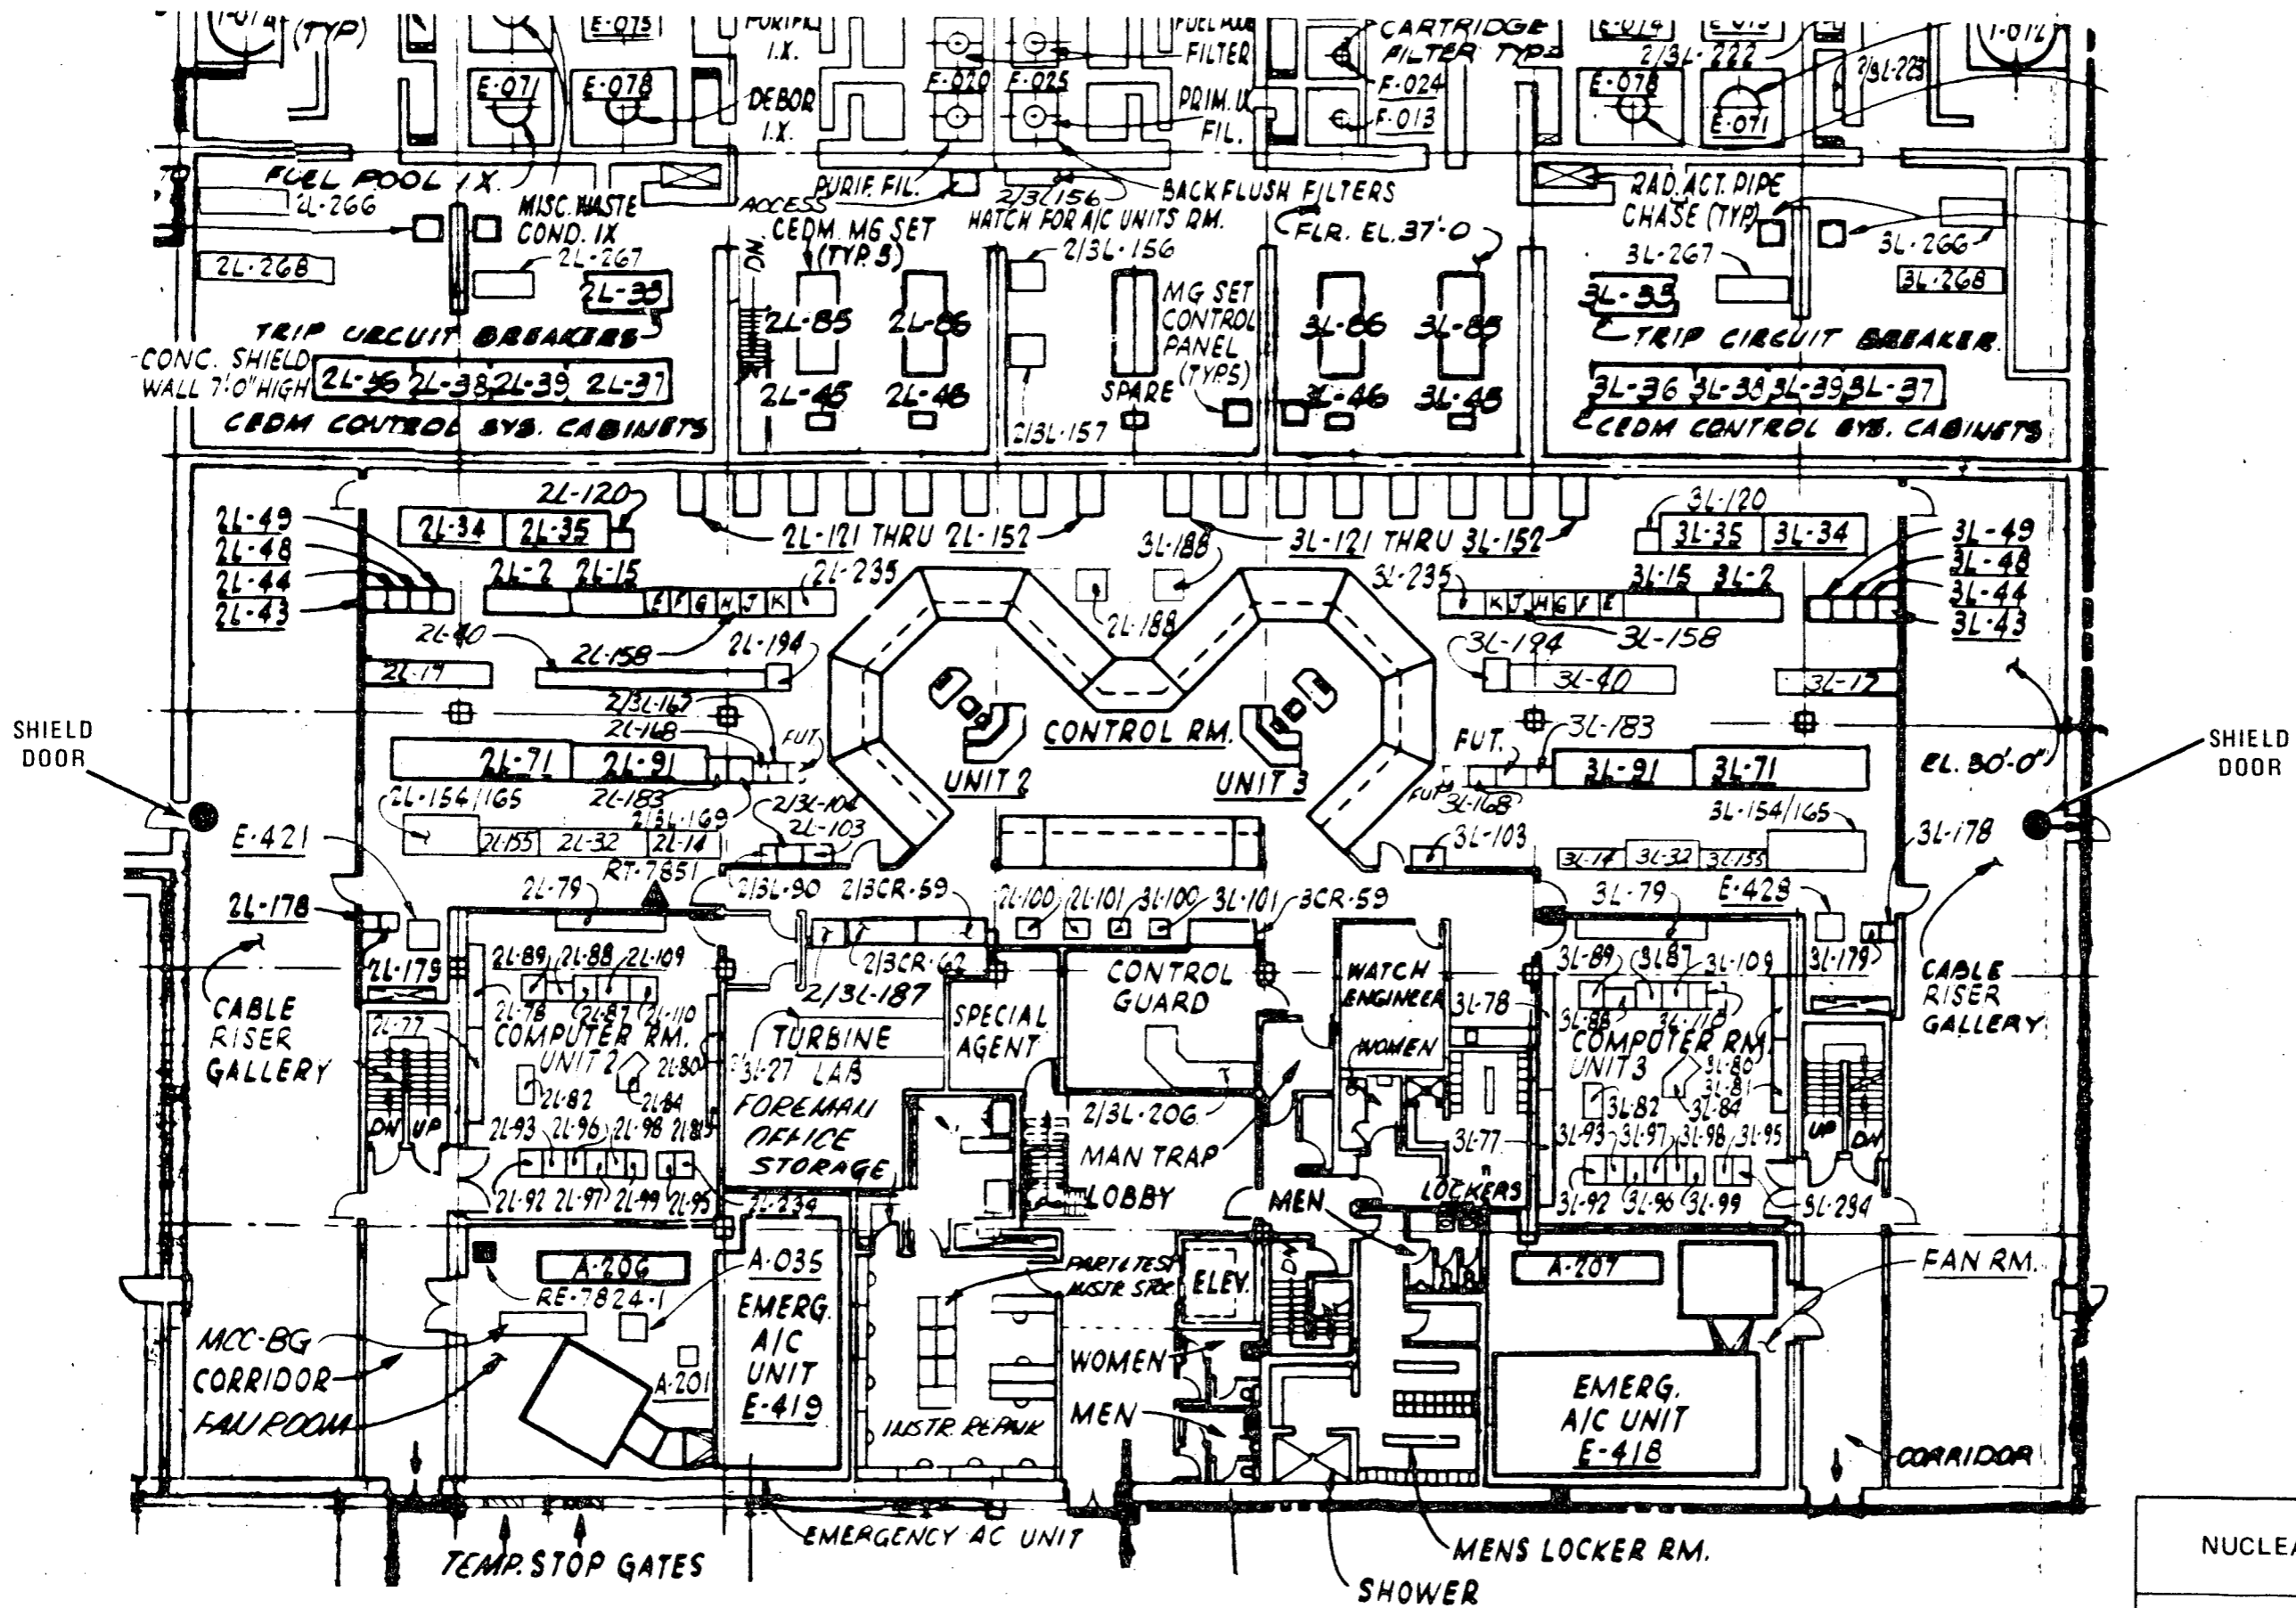 (TYP)
E-075
I.X.
FILTER
CARTRIDGE
FILTER TYP
E-074
2/3L-222
2/3L-223
E-071
E-078
DEBOR
I.X.
F-020
F-025
PRIM. IX
FIL.
F-024
F-013
E-078
E-071
FUEL POOL I.X.
2L-266
MISC. WASTE
COND. IX
2L-267
2L-268
2L-33
ACCESS
PURIF. FIL.
2/3L-156
BACKFLUSH FILTERS
HATCH FOR A/C UNITS RM.
CEDM. MG SET
(TYP. 5)
DN.
FLR. EL. 37'-0
2/3L-156
RAD. ACT. PIPE
CHASE (TYP)
3L-267
3L-266
3L-268
3L-33
TRIP CIRCUIT BREAKERS
CONC. SHIELD
WALL 7'0" HIGH
2L-36 2L-38 2L-39 2L-37
CEDM CONTROL SYS. CABINETS
2L-85
2L-86
2L-45
2L-46
MG SET
CONTROL
PANEL
(TYP 5)
SPARE
2/3L-157
3L-86
3L-85
3L-46
3L-45
TRIP CIRCUIT BREAKER
3L-36 3L-38 3L-39 3L-37
CEDM CONTROL SYS. CABINETS
2L-49
2L-48
2L-44
2L-43
2L-120
2L-34
2L-35
2L-121 THRU 2L-152
3L-188
3L-121 THRU 3L-152
3L-120
3L-35
3L-34
3L-49
3L-48
3L-44
3L-43
2L-2
2L-15
2L-235
E F G H J K
2L-188
3L-235
3L-15
3L-2
K J H G F E
2L-40
2L-158
2L-194
3L-194
3L-158
2L-17
3L-40
3L-17
2/3L-167
2L-168
FUT.
CONTROL RM.
FUT.
3L-183
SHIELD
DOOR
2L-71
2L-91
UNIT 2
UNIT 3
3L-91
3L-71
EL. 30'-0"
SHIELD
DOOR
2L-154/165
2L-183
2/3L-169
2/3L-104
2L-103
FUT
3L-168
3L-103
3L-154/165
3L-178
E-421
2L-155
2L-32
2L-14
RT-7851
3L-14
3L-32
3L-155
2L-178
2L-79
2/3L-90
2/3CR-59
2L-100
2L-101
3L-100
3L-101
3CR-59
3L-79
E-423
2L-179
2L-89
2L-88
2L-109
2/3CR-62
2/3L-187
CONTROL
GUARD
WATCH
ENGINEER
3L-78
3L-89
3L87
3L-109
3L-179
CABLE
RISER
GALLERY
2L-77
2L-78
2L-87
2L-110
COMPUTER RM.
UNIT 2
2L-80
2L-82
2L-84
3L-27
TURBINE
LAB
FOREMAN
OFFICE
STORAGE
SPECIAL
AGENT
WOMEN
3L-88
3L-110
COMPUTER RM.
UNIT 3
3L-80
3L-81
3L-82
3L-84
CABLE
RISER
GALLERY
DN
UP
2L-93
2L-96
2L-98
2L-92
2L-97
2L-99
2L-95
2L-234
2/3L-206
MAN TRAP
LOBBY
3L-77
LOCKERS
MEN
3L-93
3L-97
3L-98
3L-95
3L-92
3L-96
3L-99
3L-234
UP
DN
A-206
RE-7824-1
A-035
EMERG.
A/C
UNIT
E-419
PART & TEST
INSTR. STOR.
ELEV.
DN
A-207
FAN RM.
MCC-BG
CORRIDOR
FAN ROOM
A-201
INSTR. REPAIR
WOMEN
MEN
EMERG.
A/C UNIT
E-418
CORRIDOR
EMERGENCY AC UNIT
TEMP. STOP GATES
MENS LOCKER RM.
SHOWER
NUCLEA